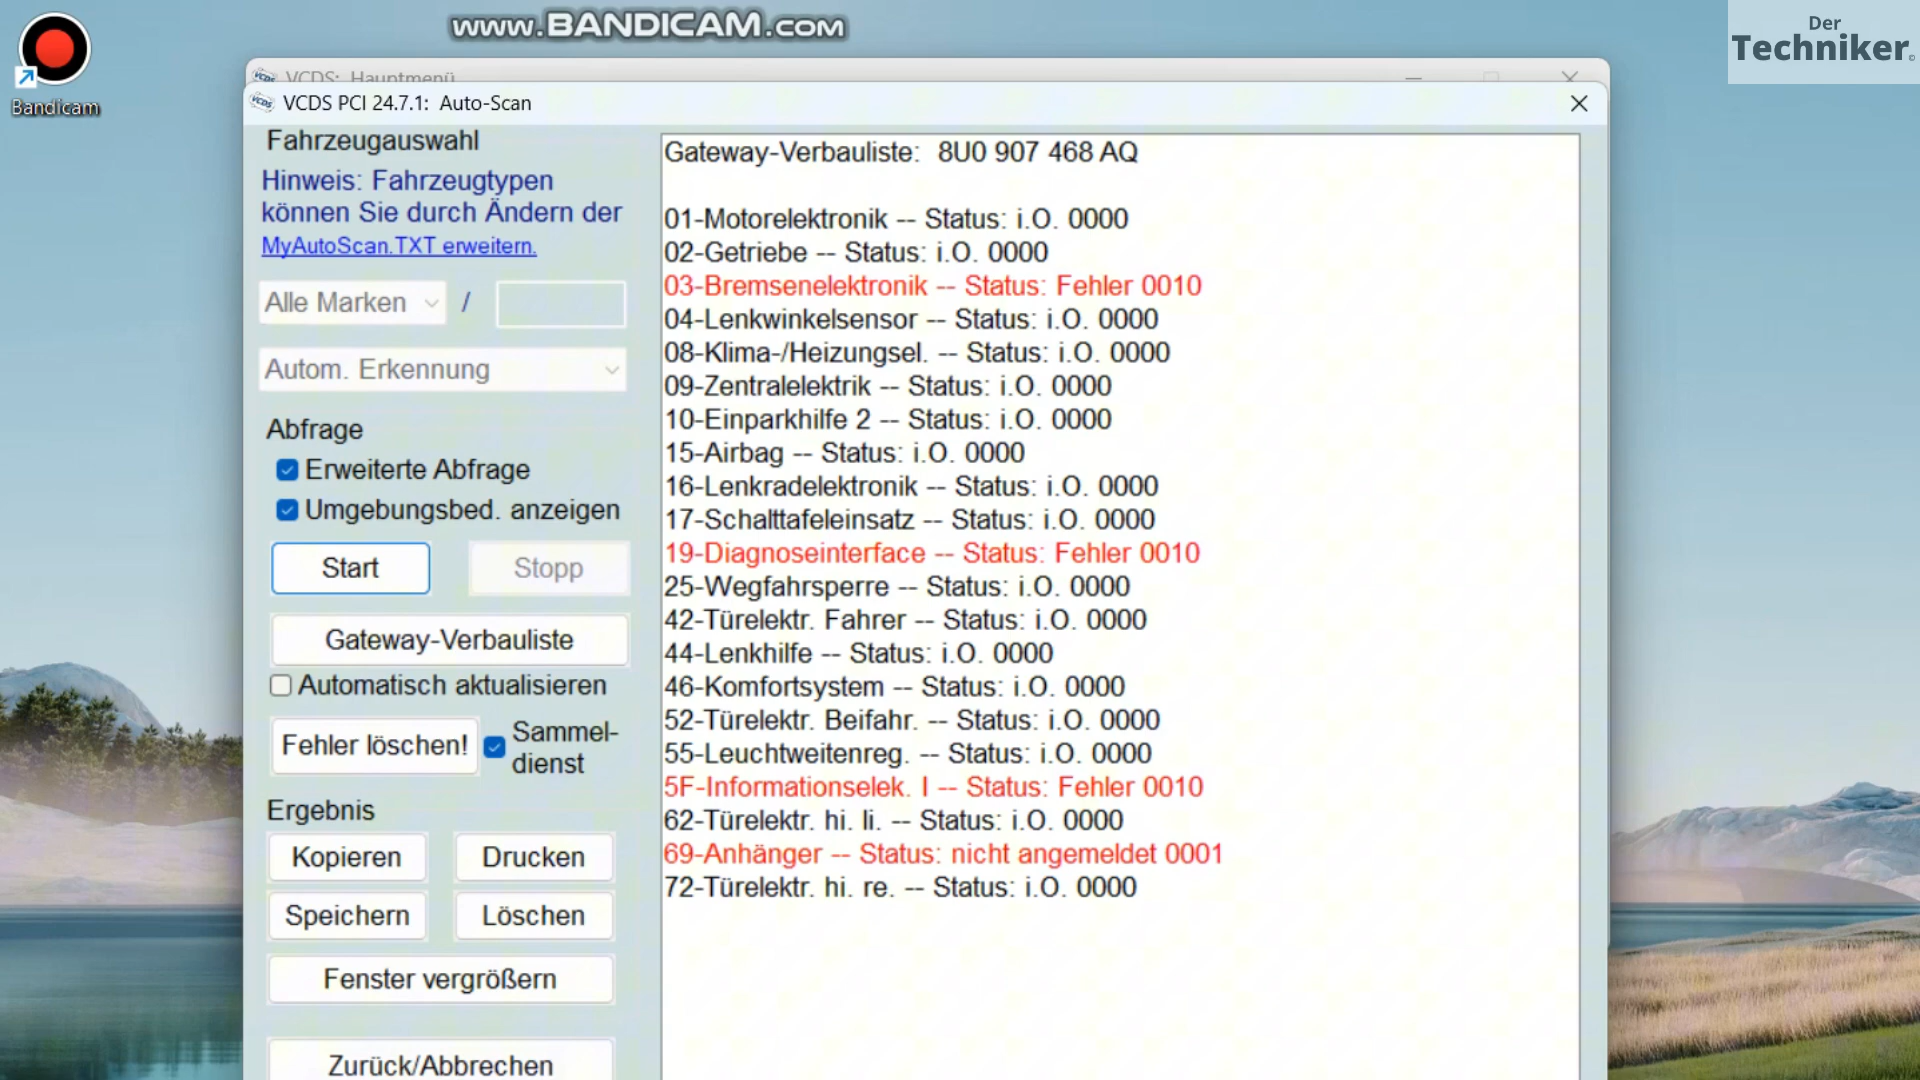 www.BANDICAM.com
Der
Techniker.
Bandicam
VCDS: Hauptmenü
VCDS PCI 24.7.1: Auto-Scan
Fahrzeugauswahl
Hinweis: Fahrzeugtypen
können Sie durch Ändern der
MyAutoScan.TXT erweitern.
Alle Marken /
Autom. Erkennung
Abfrage
Erweiterte Abfrage
Umgebungsbed. anzeigen
Start
Stopp
Gateway-Verbauliste
Automatisch aktualisieren
Fehler löschen!
Sammel-
dienst
Ergebnis
Kopieren
Drucken
Speichern
Löschen
Fenster vergrößern
Zurück/Abbrechen
Gateway-Verbauliste: 8U0 907 468 AQ
01-Motorelektronik -- Status: i.O. 0000
02-Getriebe -- Status: i.O. 0000
03-Bremsenelektronik -- Status: Fehler 0010
04-Lenkwinkelsensor -- Status: i.O. 0000
08-Klima-/Heizungsel. -- Status: i.O. 0000
09-Zentralelektrik -- Status: i.O. 0000
10-Einparkhilfe 2 -- Status: i.O. 0000
15-Airbag -- Status: i.O. 0000
16-Lenkradelektronik -- Status: i.O. 0000
17-Schalttafeleinsatz -- Status: i.O. 0000
19-Diagnoseinterface -- Status: Fehler 0010
25-Wegfahrsperre -- Status: i.O. 0000
42-Türelektr. Fahrer -- Status: i.O. 0000
44-Lenkhilfe -- Status: i.O. 0000
46-Komfortsystem -- Status: i.O. 0000
52-Türelektr. Beifahr. -- Status: i.O. 0000
55-Leuchtweitenreg. -- Status: i.O. 0000
5F-Informationselek. I -- Status: Fehler 0010
62-Türelektr. hi. li. -- Status: i.O. 0000
69-Anhänger -- Status: nicht angemeldet 0001
72-Türelektr. hi. re. -- Status: i.O. 0000